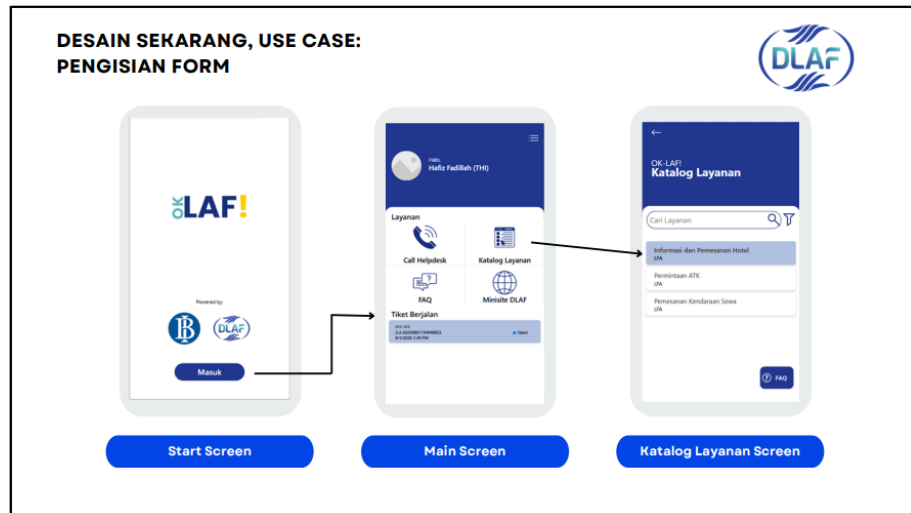 DESAIN SEKARANG, USE CASE:
PENGISIAN FORM
DLAF
OK LAF!
Powered by:
DLAF
Masuk
Start Screen
Halo,
Hafiz Fadillah (THI)
Layanan
Call Helpdesk
Katalog Layanan
FAQ
Minisite DLAF
Tiket Berjalan
Open
Main Screen
OK-LAF!
Katalog Layanan
Cari Layanan
Informasi dan Pemesanan Hotel
LFA
Permintaan ATK
LFA
Pemesanan Kendaraan Sewa
LFA
FAQ
Katalog Layanan Screen